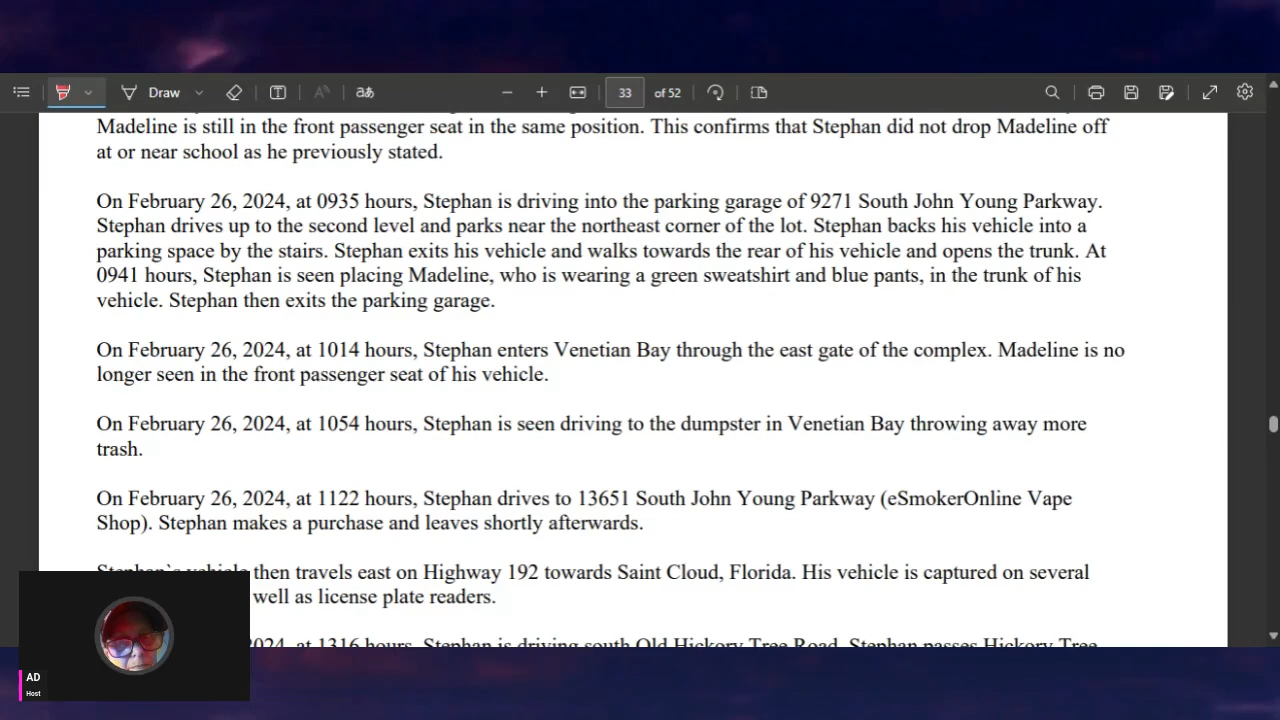 Draw
33
of 52
Madeline is still in the front passenger seat in the same position. This confirms that Stephan did not drop Madeline off
at or near school as he previously stated.
On February 26, 2024, at 0935 hours, Stephan is driving into the parking garage of 9271 South John Young Parkway.
Stephan drives up to the second level and parks near the northeast corner of the lot. Stephan backs his vehicle into a
parking space by the stairs. Stephan exits his vehicle and walks towards the rear of his vehicle and opens the trunk. At
0941 hours, Stephan is seen placing Madeline, who is wearing a green sweatshirt and blue pants, in the trunk of his
vehicle. Stephan then exits the parking garage.
On February 26, 2024, at 1014 hours, Stephan enters Venetian Bay through the east gate of the complex. Madeline is no
longer seen in the front passenger seat of his vehicle.
On February 26, 2024, at 1054 hours, Stephan is seen driving to the dumpster in Venetian Bay throwing away more
trash.
On February 26, 2024, at 1122 hours, Stephan drives to 13651 South John Young Parkway (eSmokerOnline Vape
Shop). Stephan makes a purchase and leaves shortly afterwards.
Stephan`s vehicle then travels east on Highway 192 towards Saint Cloud, Florida. His vehicle is captured on several
well as license plate readers.
2024, at 1316 hours, Stephan is driving south Old Hickory Tree Road. Stephan passes Hickory Tree
AD
Host